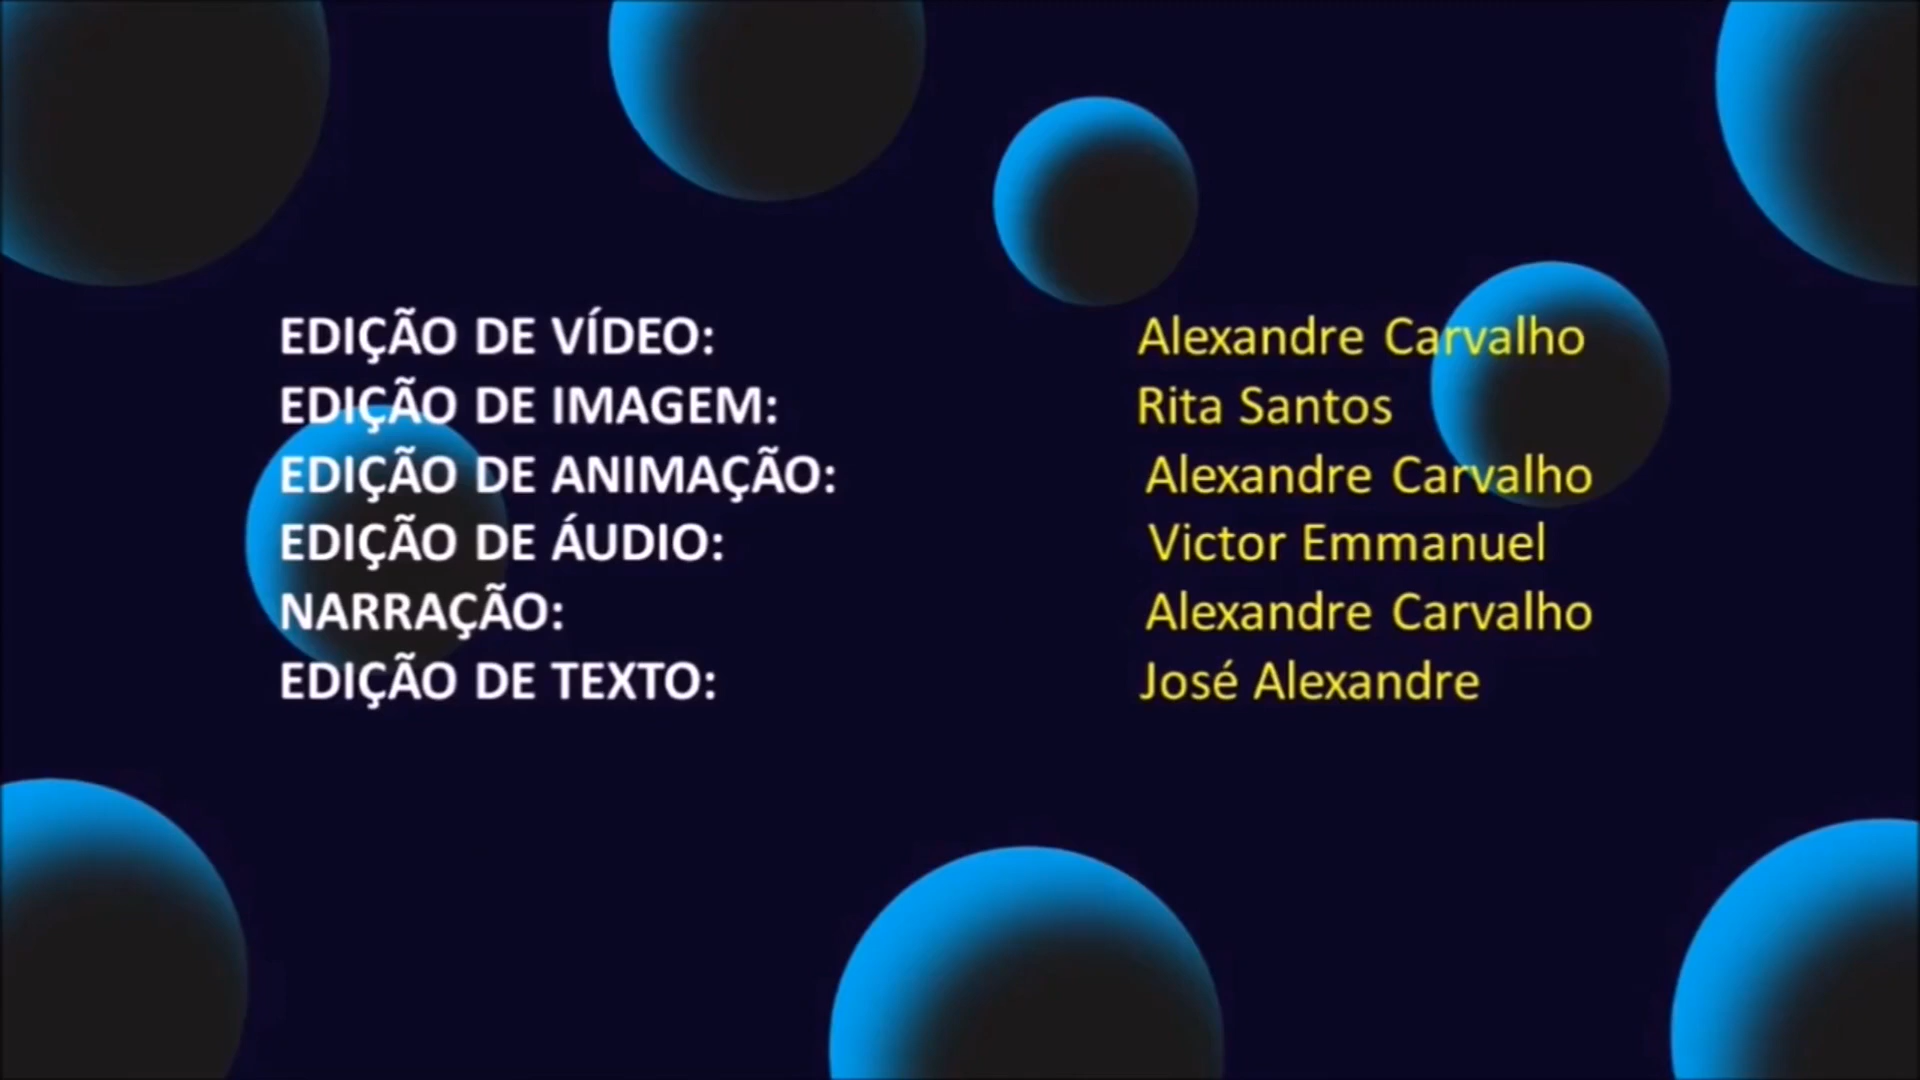 EDIÇÃO DE VÍDEO: Alexandre Carvalho
EDIÇÃO DE IMAGEM: Rita Santos
EDIÇÃO DE ANIMAÇÃO: Alexandre Carvalho
EDIÇÃO DE ÁUDIO: Victor Emmanuel
NARRAÇÃO: Alexandre Carvalho
EDIÇÃO DE TEXTO: José Alexandre